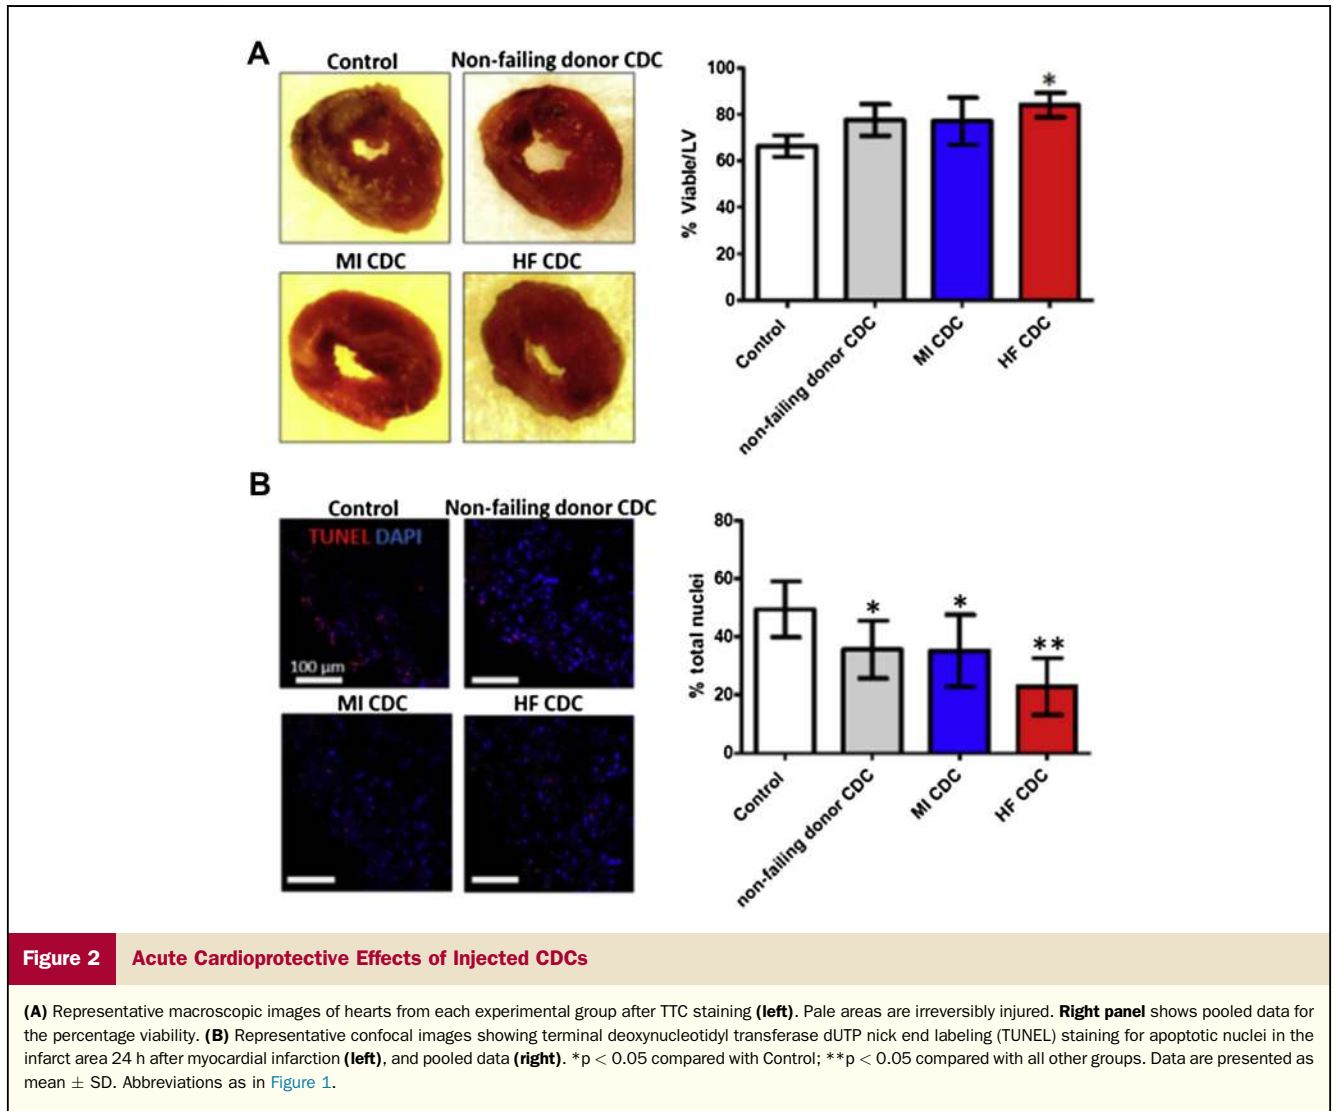 A
Control
Non-failing donor CDC
MI CDC
HF CDC
% Viable/LV
100
80
60
40
20
0
*
Control
non-failing donor CDC
MI CDC
HF CDC
B
Control
Non-failing donor CDC
TUNEL DAPI
100 µm
MI CDC
HF CDC
% total nuclei
80
60
40
20
0
*
*
**
Control
non-failing donor CDC
MI CDC
HF CDC
Figure 2
Acute Cardioprotective Effects of Injected CDCs
(A) Representative macroscopic images of hearts from each experimental group after TTC staining (left). Pale areas are irreversibly injured. Right panel shows pooled data for
the percentage viability. (B) Representative confocal images showing terminal deoxynucleotidyl transferase dUTP nick end labeling (TUNEL) staining for apoptotic nuclei in the
infarct area 24 h after myocardial infarction (left), and pooled data (right). *p < 0.05 compared with Control; **p < 0.05 compared with all other groups. Data are presented as
mean ± SD. Abbreviations as in Figure 1.